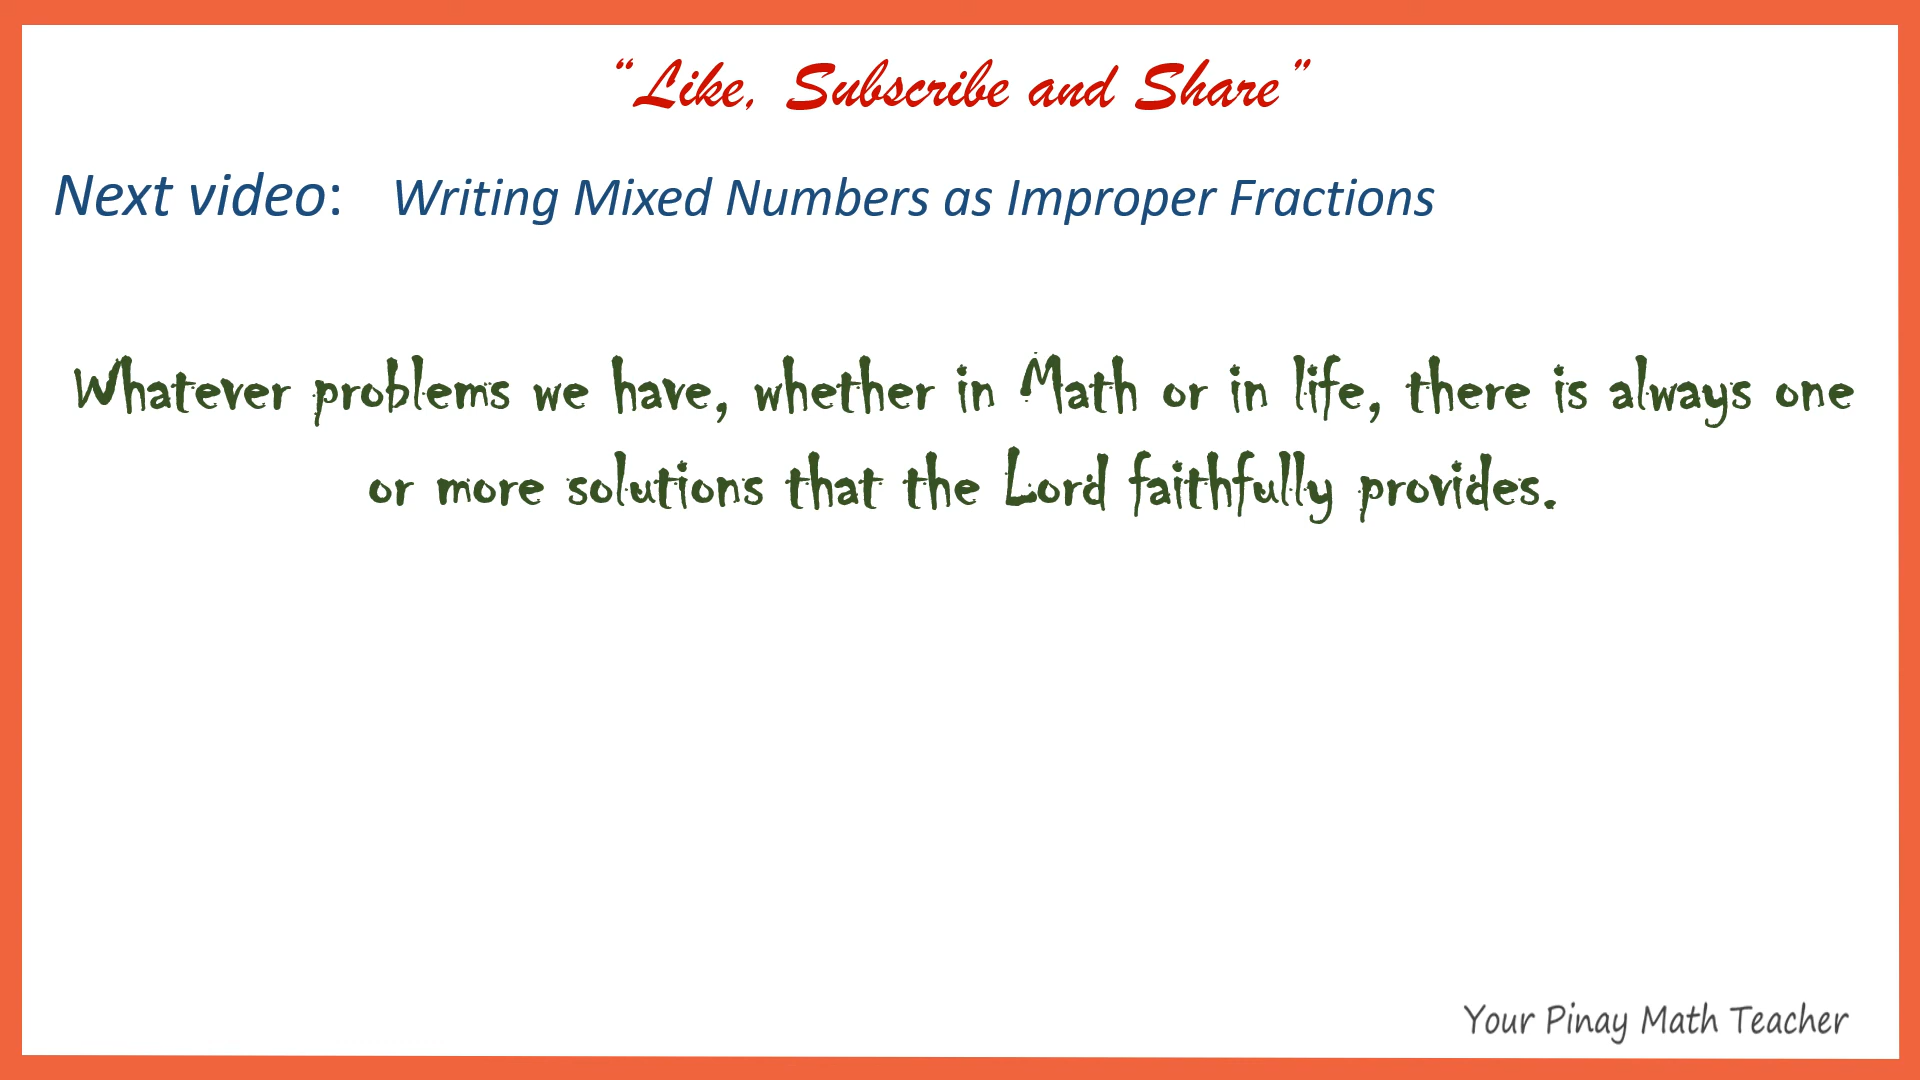 “Like, Subscribe and Share”
Next video: Writing Mixed Numbers as Improper Fractions
Whatever problems we have, whether in Math or in life, there is always one
or more solutions that the Lord faithfully provides.
Your Pinay Math Teacher